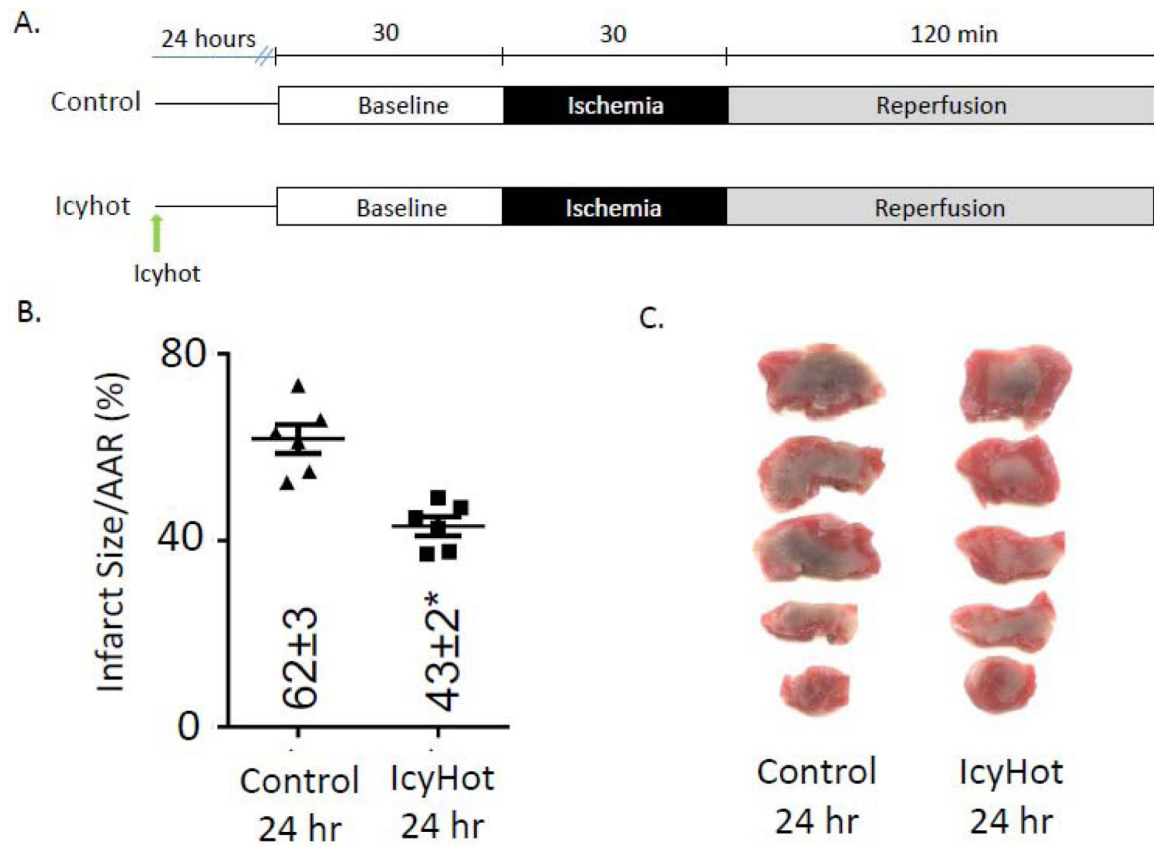 A.
24 hours
30
30
120 min
Control
Baseline
Ischemia
Reperfusion
Icyhot
Baseline
Ischemia
Reperfusion
Icyhot
B.
Infarct Size/AAR (%)
80
40
0
62±3
43±2*
Control
24 hr
IcyHot
24 hr
C.
Control
24 hr
IcyHot
24 hr